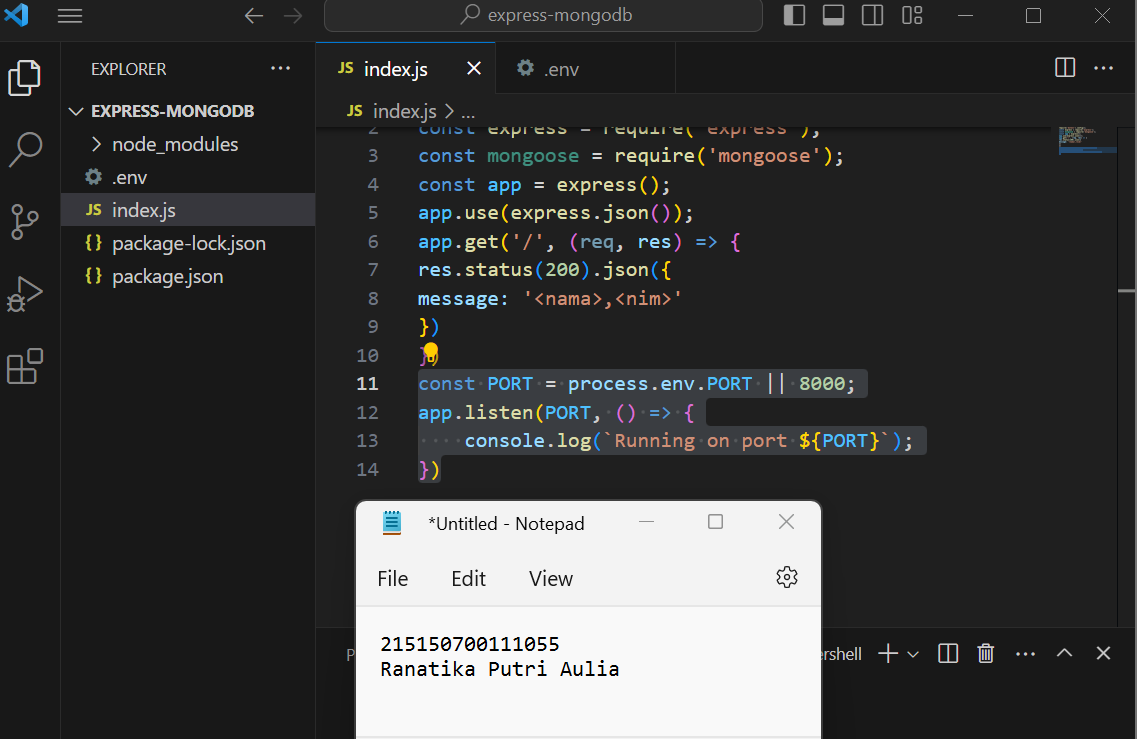 express-mongodb
EXPLORER
EXPRESS-MONGODB
node_modules
.env
JS index.js
{} package-lock.json
{} package.json
JS index.js
.env
JS index.js > ...
2 const express = require('express');
3 const mongoose = require('mongoose');
4 const app = express();
5 app.use(express.json());
6 app.get('/', (req, res) => {
7 res.status(200).json({
8 message: '<nama>,<nim>'
9 })
10 })
11 const PORT = process.env.PORT || 8000;
12 app.listen(PORT, () => {
13 console.log(`Running on port ${PORT}`);
14 })
*Untitled - Notepad
File Edit View
215150700111055
Ranatika Putri Aulia
P
ershell